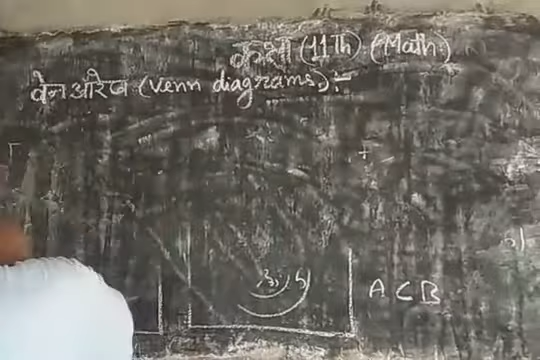 कक्षा (11th) (Math)
वेन आरेख (Venn diagrams) :-
A C B